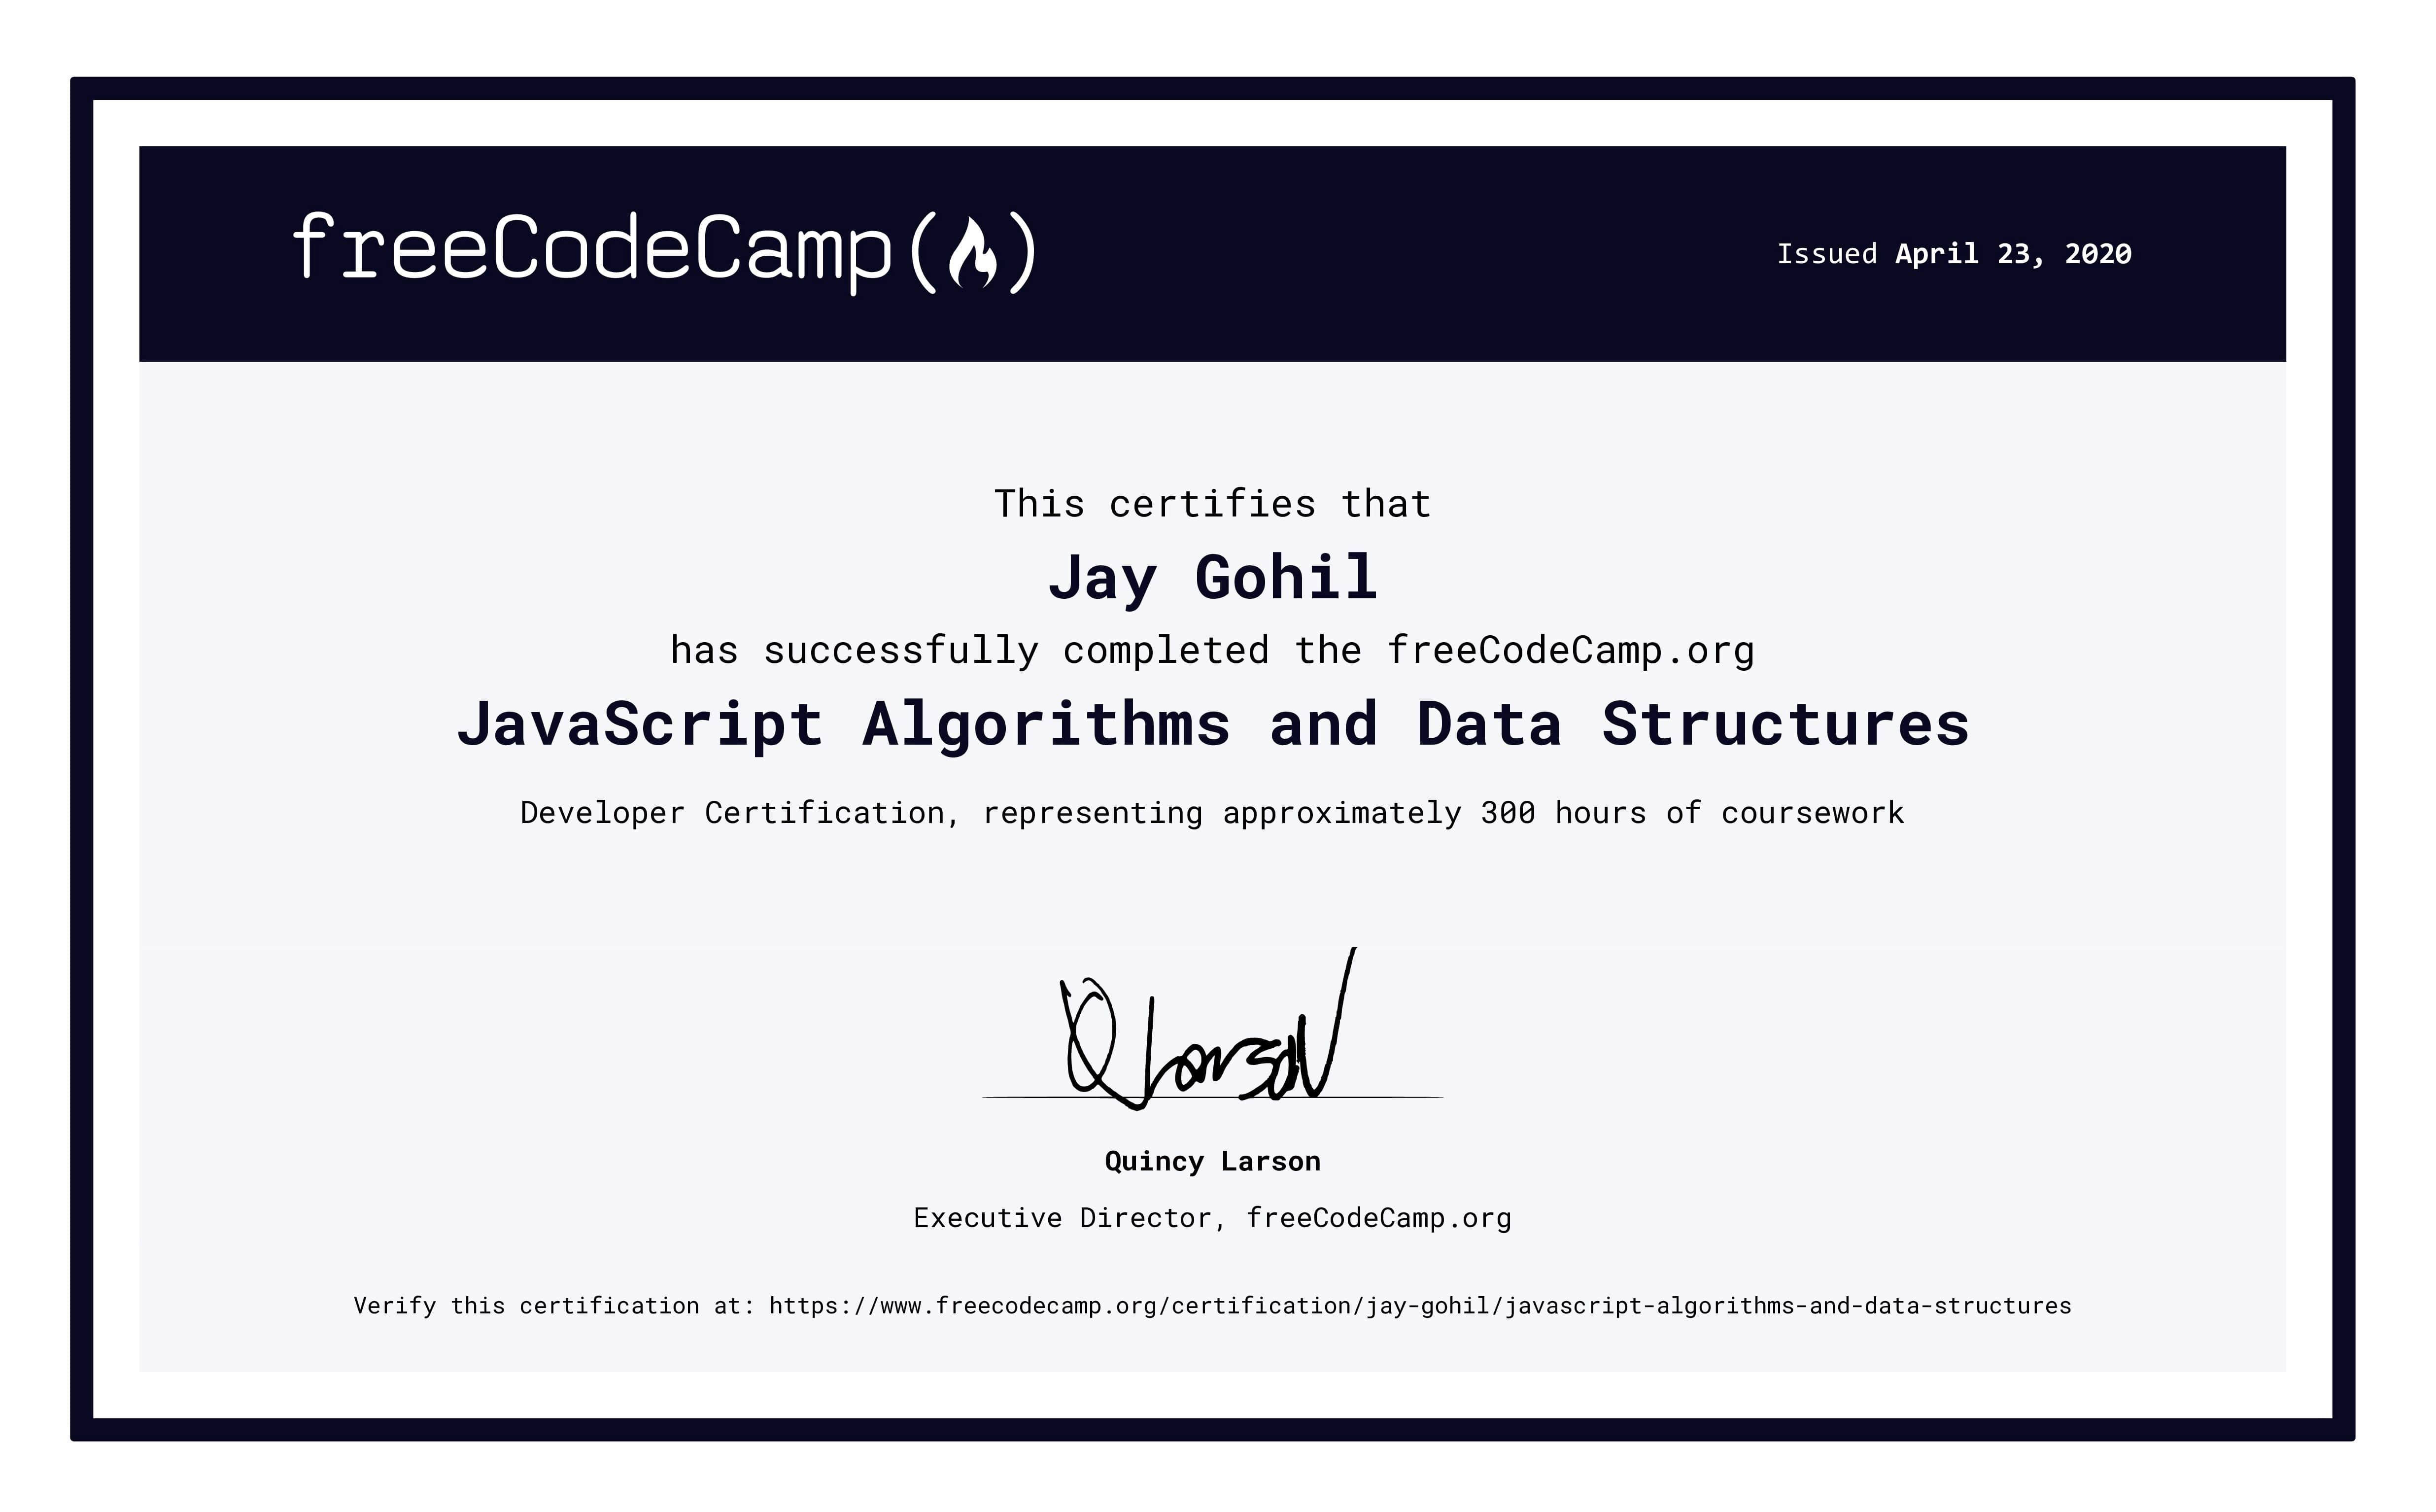 freeCodeCamp(🔥)
Issued April 23, 2020
This certifies that
Jay Gohil
has successfully completed the freeCodeCamp.org
JavaScript Algorithms and Data Structures
Developer Certification, representing approximately 300 hours of coursework
Q Larson
Quincy Larson
Executive Director, freeCodeCamp.org
Verify this certification at: https://www.freecodecamp.org/certification/jay-gohil/javascript-algorithms-and-data-structures